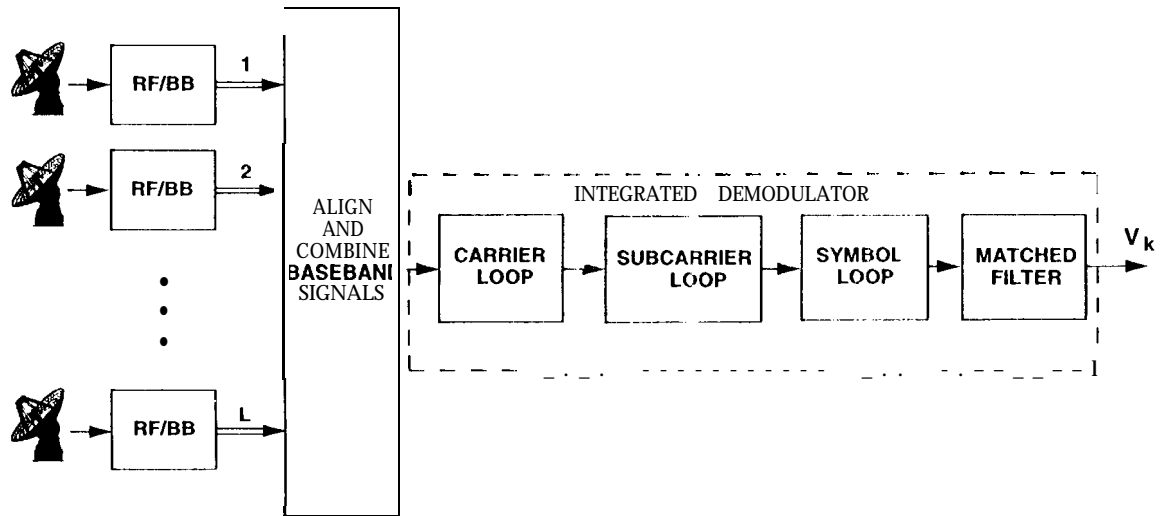 RF/BB
1
RF/BB
2
RF/BB
L
ALIGN
AND
COMBINE
BASEBANI
SIGNALS
INTEGRATED DEMODULATOR
CARRIER
LOOP
SUBCARRIER
LOOP
SYMBOL
LOOP
MATCHED
FILTER
V k